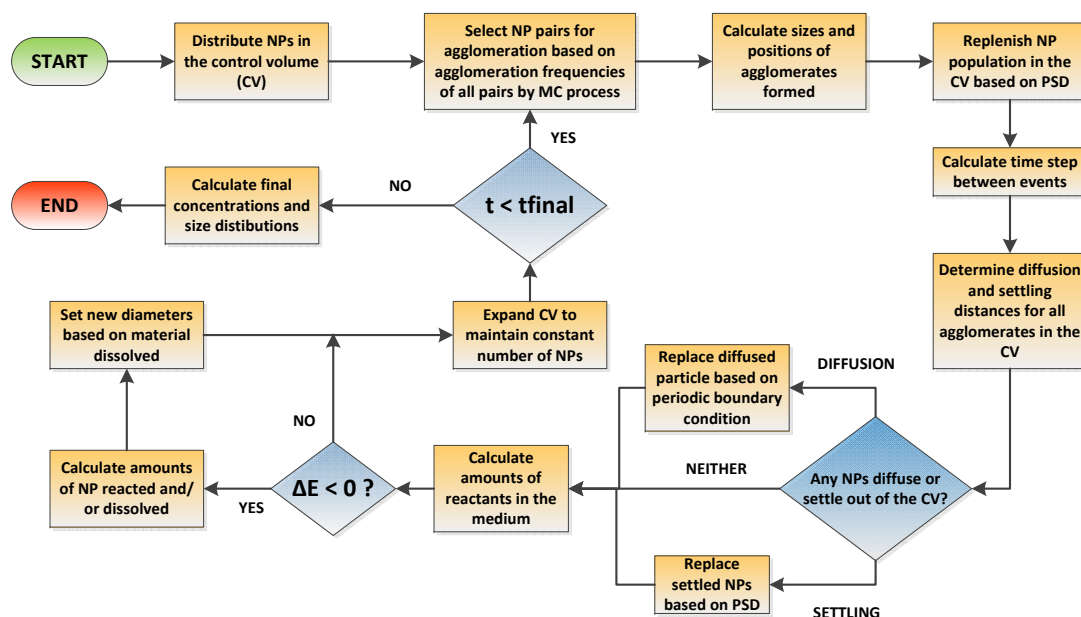 START
Distribute NPs in
the control volume
(CV)
Select NP pairs for
agglomeration based on
agglomeration frequencies
of all pairs by MC process
Calculate sizes and
positions of
agglomerates
formed
Replenish NP
population in the
CV based on PSD
Calculate time step
between events
Determine diffusion
and settling
distances for all
agglomerates in the
CV
Any NPs diffuse or
settle out of the CV?
DIFFUSION
Replace diffused
particle based on
periodic boundary
condition
NEITHER
SETTLING
Replace
settled NPs
based on PSD
Calculate
amounts of
reactants in the
medium
ΔE < 0 ?
YES
Calculate amounts
of NP reacted and/
or dissolved
Set new diameters
based on material
dissolved
NO
Expand CV to
maintain constant
number of NPs
t < tfinal
YES
NO
Calculate final
concentrations and
size distibutions
END